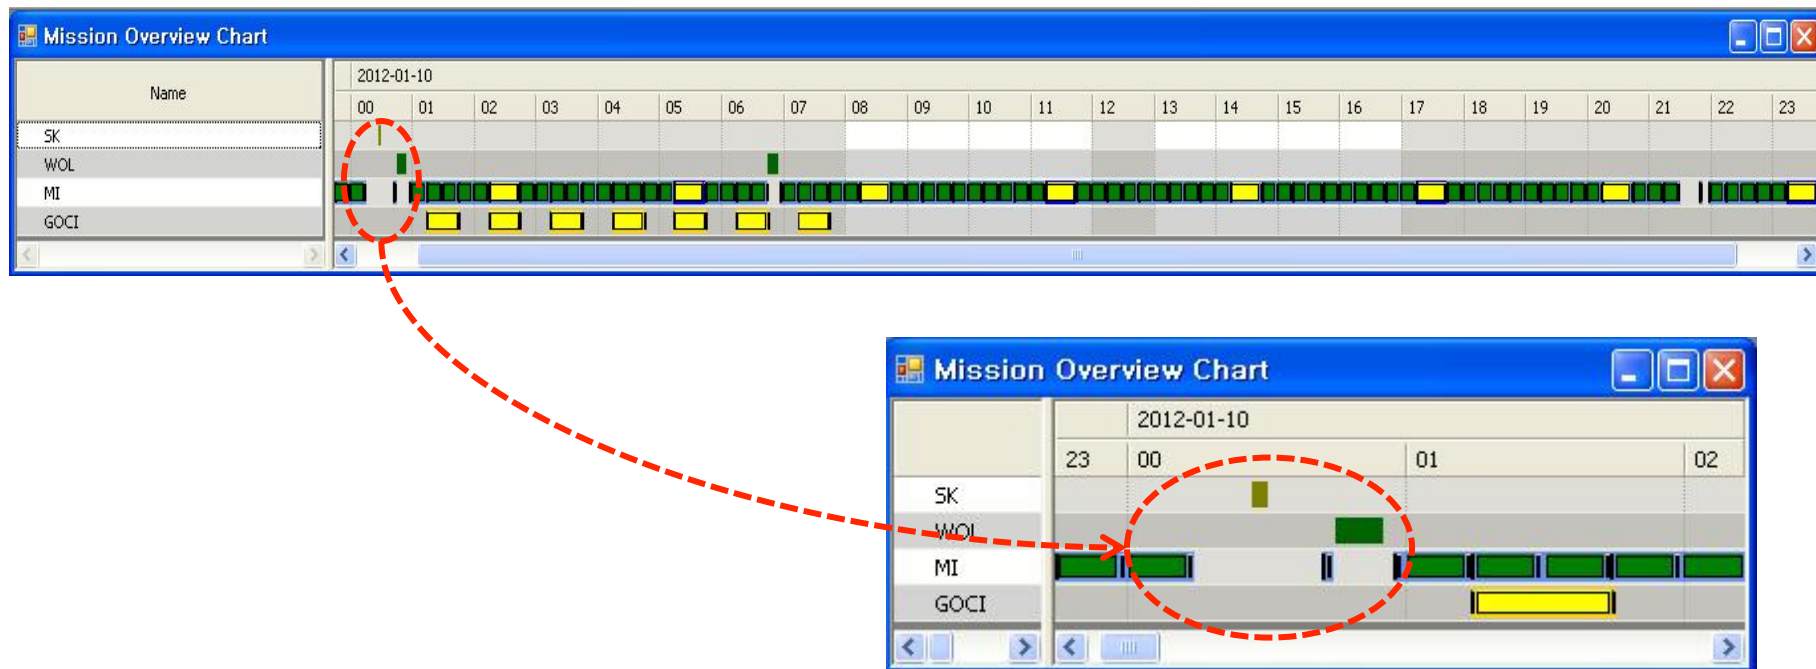 Mission Overview Chart
Name
2012-01-10
00 01 02 03 04 05 06 07 08 09 10 11 12 13 14 15 16 17 18 19 20 21 22 23
SK
WOL
MI
GOCI
Mission Overview Chart
2012-01-10
23 00 01 02
SK
WOL
MI
GOCI